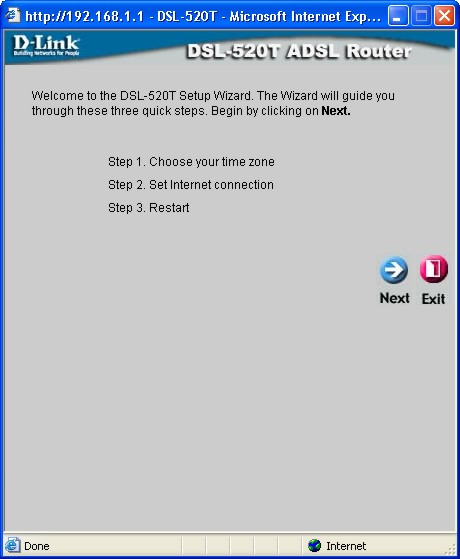 http://192.168.1.1 - DSL-520T - Microsoft Internet Exp...
D-Link
Building Networks for People
DSL-520T ADSL Router
Welcome to the DSL-520T Setup Wizard. The Wizard will guide you
through these three quick steps. Begin by clicking on Next.
Step 1. Choose your time zone
Step 2. Set Internet connection
Step 3. Restart
Next Exit
Done Internet